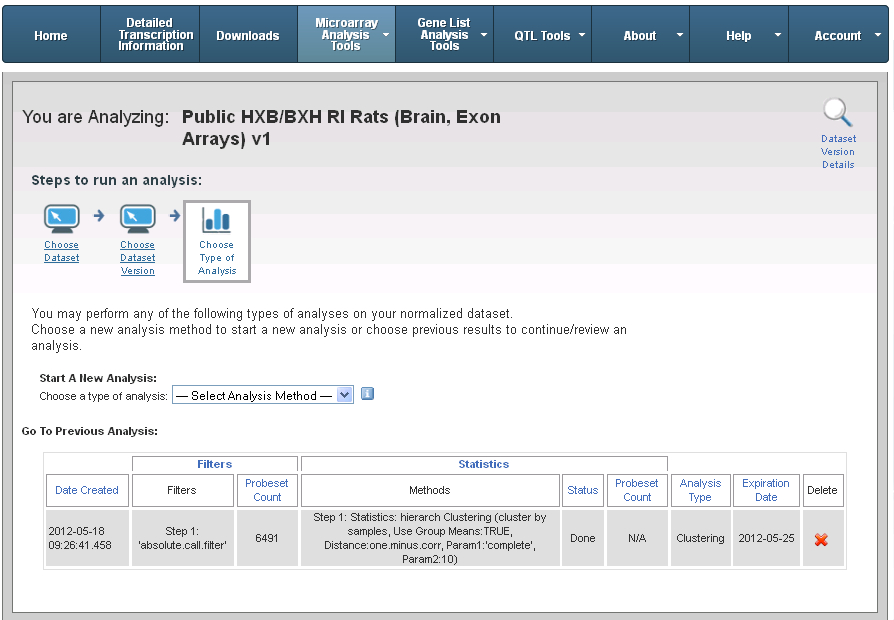 Home
Detailed
Transcription
Information
Downloads
Microarray
Analysis
Tools
Gene List
Analysis
Tools
QTL Tools
About
Help
Account
You are Analyzing: Public HXB/BXH RI Rats (Brain, Exon
Arrays) v1
Dataset
Version
Details
Steps to run an analysis:
Choose
Dataset
Choose
Dataset
Version
Choose
Type of
Analysis
You may perform any of the following types of analyses on your normalized dataset.
Choose a new analysis method to start a new analysis or choose previous results to continue/review an
analysis.
Start A New Analysis:
Choose a type of analysis: — Select Analysis Method —
Go To Previous Analysis:
Filters
Statistics
Date Created
Filters
Probeset
Count
Methods
Status
Probeset
Count
Analysis
Type
Expiration
Date
Delete
2012-05-18
09:26:41.458
Step 1:
'absolute.call.filter'
6491
Step 1: Statistics: hierarch Clustering (cluster by
samples, Use Group Means:TRUE,
Distance:one.minus.corr, Param1:'complete',
Param2:10)
Done
N/A
Clustering
2012-05-25